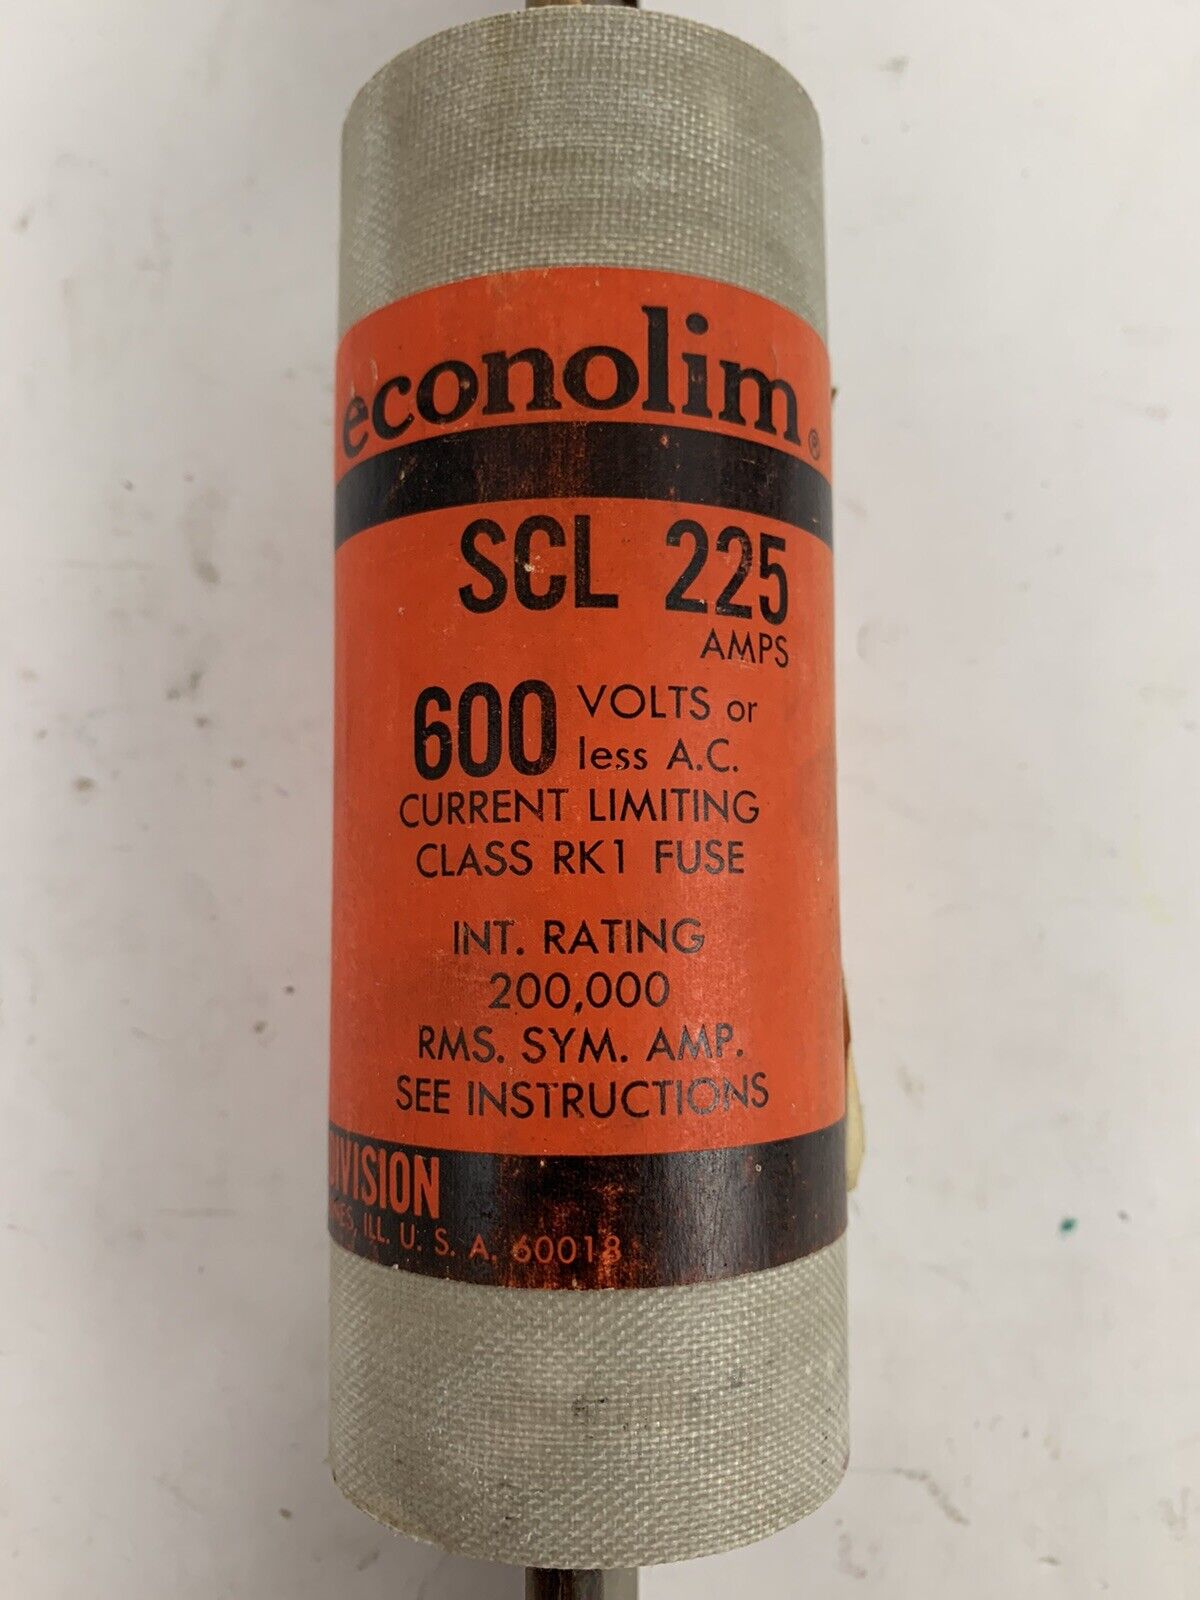 econolim®
SCL 225
AMPS
600 VOLTS or
less A.C.
CURRENT LIMITING
CLASS RK1 FUSE
INT. RATING
200,000
RMS. SYM. AMP.
SEE INSTRUCTIONS
DIVISION
ILL. U. S. A. 60018